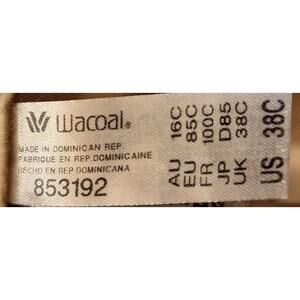 Wacoal®
MADE IN DOMINICAN REP.
FABRIQUE EN REP.DOMINICAINE
HECHO EN REP.DOMINICANA
853192
AU 16C
EU 85C
FR 100C
JP D85
UK 38C
US 38C